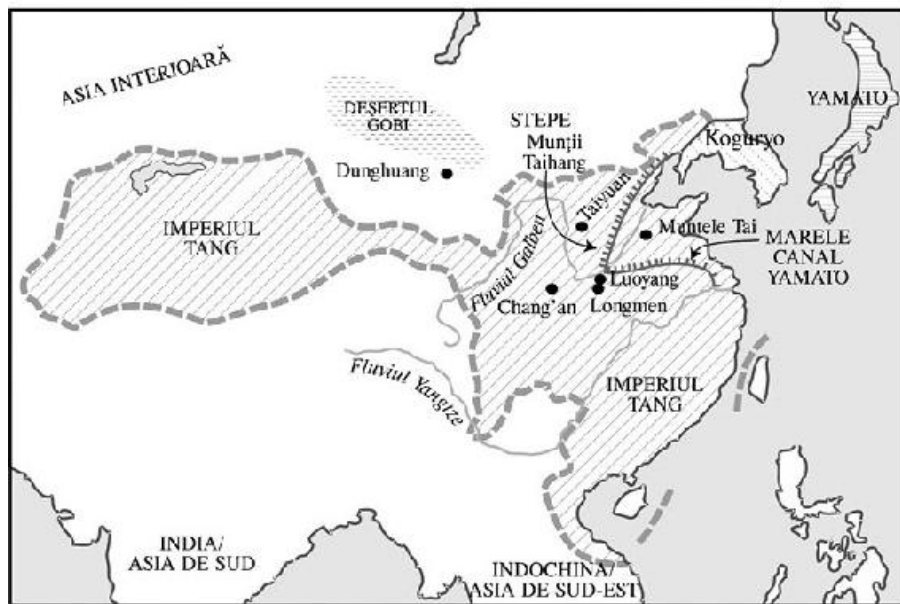 ASIA INTERIOARĂ
DEȘERTUL
GOBI
Dunghuang
STEPE
Munții
Taihang
YAMATO
Koguryo
Taiyuan
Muntele Tai
IMPERIUL
TANG
Fluviul Galben
MARELE
CANAL
YAMATO
Luoyang
Chang'an
Longmen
Fluviul Yangtze
IMPERIUL
TANG
INDIA/
ASIA DE SUD
INDOCHINA/
ASIA DE SUD-EST